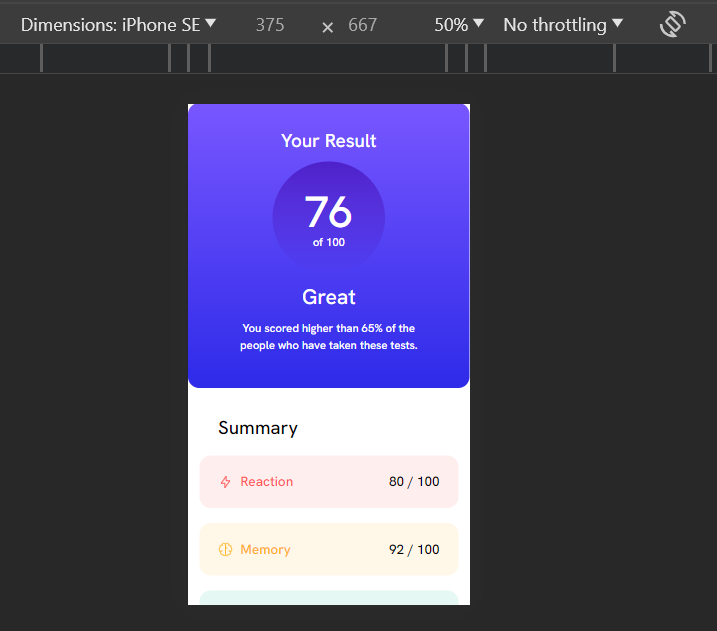 Dimensions: iPhone SE ▼ 375 × 667 50% ▼ No throttling ▼
Your Result
76
of 100
Great
You scored higher than 65% of the
people who have taken these tests.
Summary
Reaction 80 / 100
Memory 92 / 100